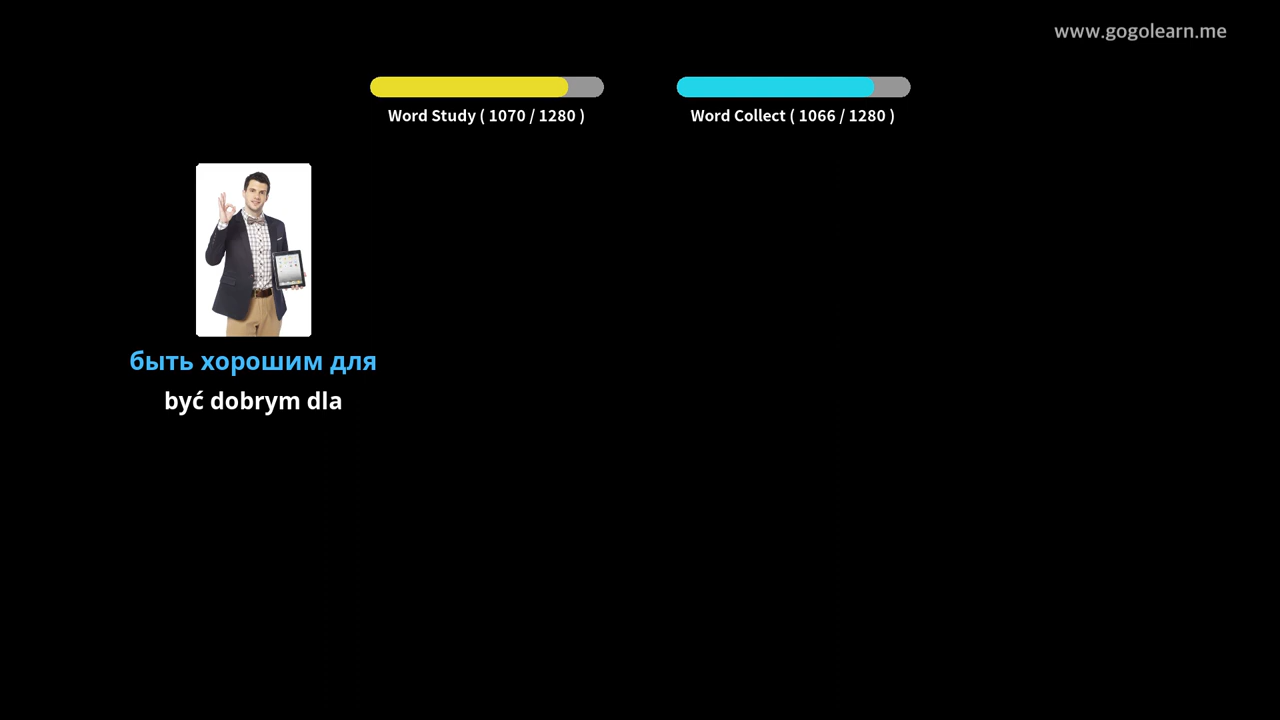 www.gogolearn.me
Word Study ( 1070 / 1280 )
Word Collect ( 1066 / 1280 )
быть хорошим для
być dobrym dla